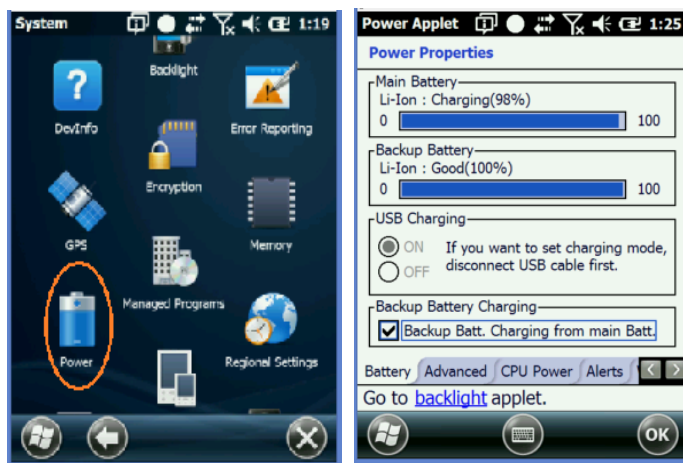 System 1:19
Backlight
DevInfo
Error Reporting
Encryption
GPS
Memory
Managed Programs
Power
Regional Settings
Power Applet 1:25
Power Properties
Main Battery
Li-Ion : Charging(98%)
0 100
Backup Battery
Li-Ion : Good(100%)
0 100
USB Charging
ON If you want to set charging mode,
OFF disconnect USB cable first.
Backup Battery Charging
Backup Batt. Charging from main Batt.
Battery Advanced CPU Power Alerts
Go to backlight applet.
OK